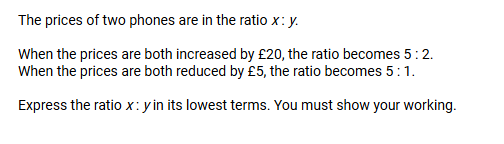 The prices of two phones are in the ratio x : y.
When the prices are both increased by £20, the ratio becomes 5 : 2.
When the prices are both reduced by £5, the ratio becomes 5 : 1.
Express the ratio x : y in its lowest terms. You must show your working.